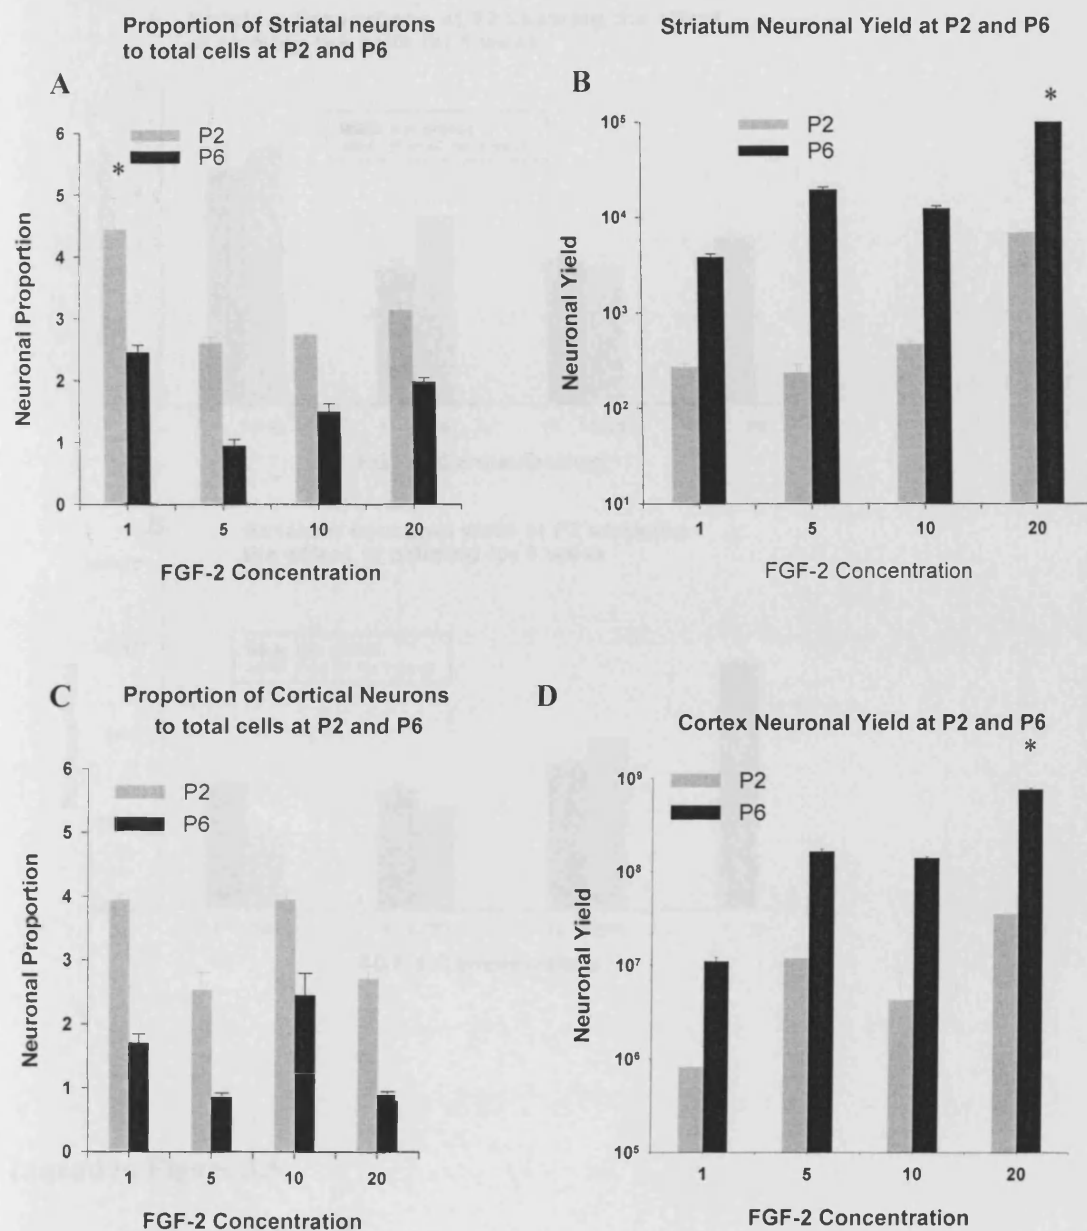 Proportion of Striatal neurons
to total cells at P2 and P6
A
P2
P6
*
6
5
4
3
2
1
0
Neuronal Proportion
1 5 10 20
FGF-2 Concentration
Striatum Neuronal Yield at P2 and P6
B
*
P2
P6
10⁵
10⁴
10³
10²
10¹
Neuronal Yield
1 5 10 20
FGF-2 Concentration
C
Proportion of Cortical Neurons
to total cells at P2 and P6
P2
P6
6
5
4
3
2
1
0
Neuronal Proportion
1 5 10 20
FGF-2 Concentration
D
Cortex Neuronal Yield at P2 and P6
*
P2
P6
10⁹
10⁸
10⁷
10⁶
10⁵
Neuronal Yield
1 5 10 20
FGF-2 Concentration